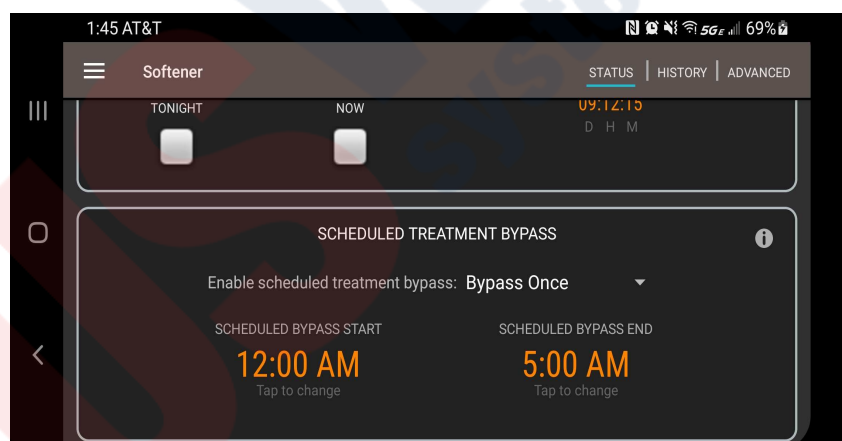 1:45 AT&T 5GE 69%
Softener STATUS HISTORY ADVANCED
TONIGHT NOW 09:12:15
D H M
SCHEDULED TREATMENT BYPASS
Enable scheduled treatment bypass: Bypass Once
SCHEDULED BYPASS START SCHEDULED BYPASS END
12:00 AM 5:00 AM
Tap to change Tap to change